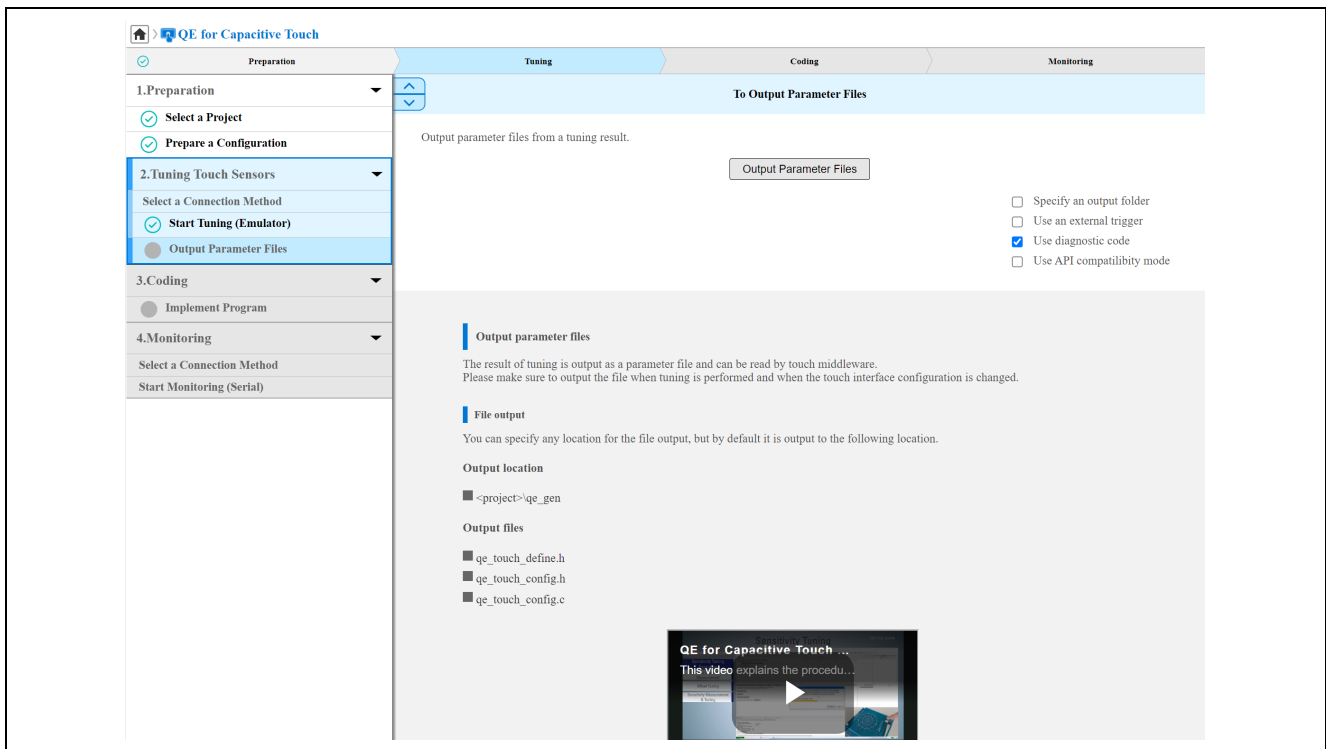 QE for Capacitive Touch
Preparation
Tuning
Coding
Monitoring
1.Preparation
Select a Project
Prepare a Configuration
2.Tuning Touch Sensors
Select a Connection Method
Start Tuning (Emulator)
Output Parameter Files
3.Coding
Implement Program
4.Monitoring
Select a Connection Method
Start Monitoring (Serial)
To Output Parameter Files
Output parameter files from a tuning result.
Output Parameter Files
Specify an output folder
Use an external trigger
Use diagnostic code
Use API compatilibity mode
Output parameter files
The result of tuning is output as a parameter file and can be read by touch middleware.
Please make sure to output the file when tuning is performed and when the touch interface configuration is changed.
File output
You can specify any location for the file output, but by default it is output to the following location.
Output location
<project>\qe_gen
Output files
qe_touch_define.h
qe_touch_config.h
qe_touch_config.c
Sensitivity Tuning
QE for Capacitive Touch ...
This video explains the procedu...